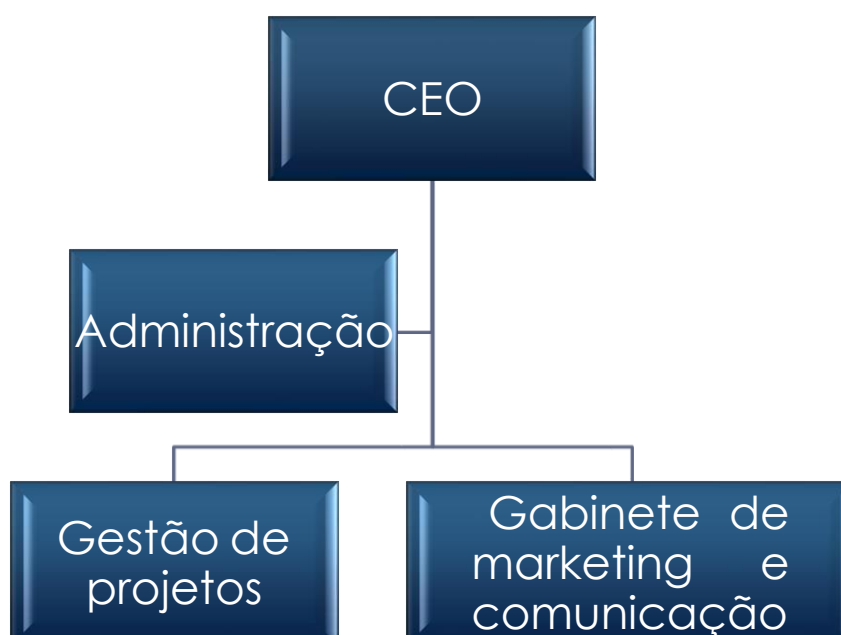 CEO
Administração
Gestão de
projetos
Gabinete de
marketing e
comunicação